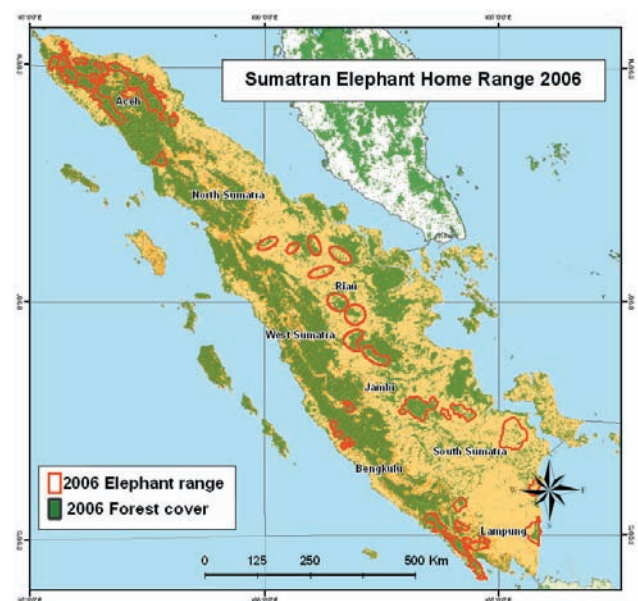 Sumatran Elephant Home Range 2006
Aceh
North Sumatra
Riau
West Sumatra
Jambi
South Sumatra
Bengkulu
Lampung
2006 Elephant range
2006 Forest cover
W E
S
0 125 250 500 Km